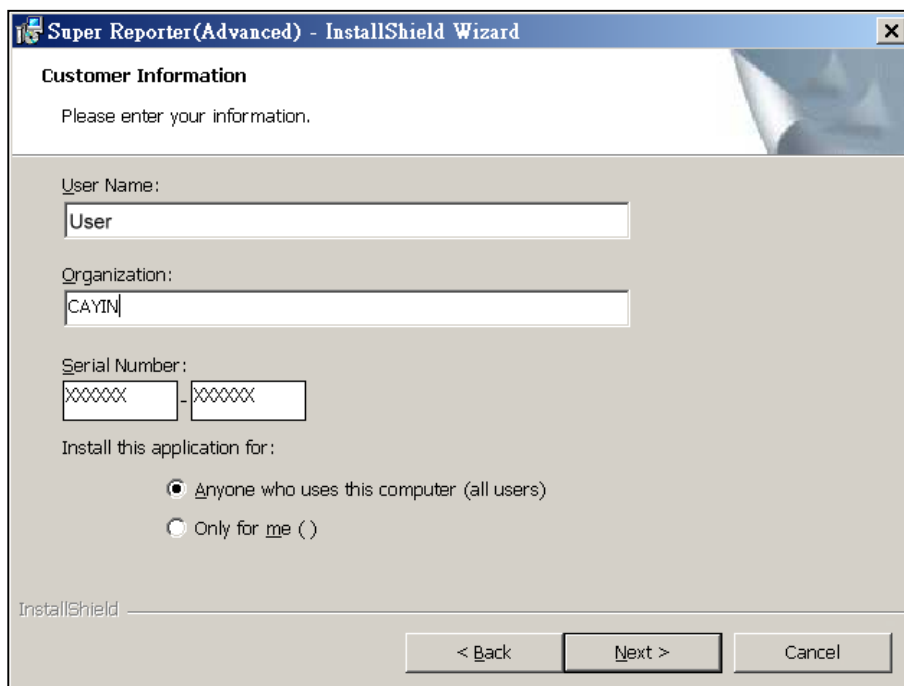 Super Reporter(Advanced) - InstallShield Wizard
Customer Information
Please enter your information.
User Name:
User
Organization:
CAYIN
Serial Number:
XXXXXX - XXXXXX
Install this application for:
Anyone who uses this computer (all users)
Only for me ( )
InstallShield
< Back Next > Cancel